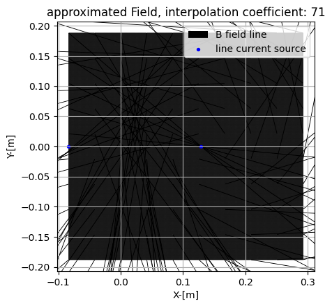 approximated Field, interpolation coefficient: 71
B field line
line current source
Y-[m]
0.20
0.15
0.10
0.05
0.00
−0.05
−0.10
−0.15
−0.20
−0.1
0.0
0.1
0.2
0.3
X-[m]